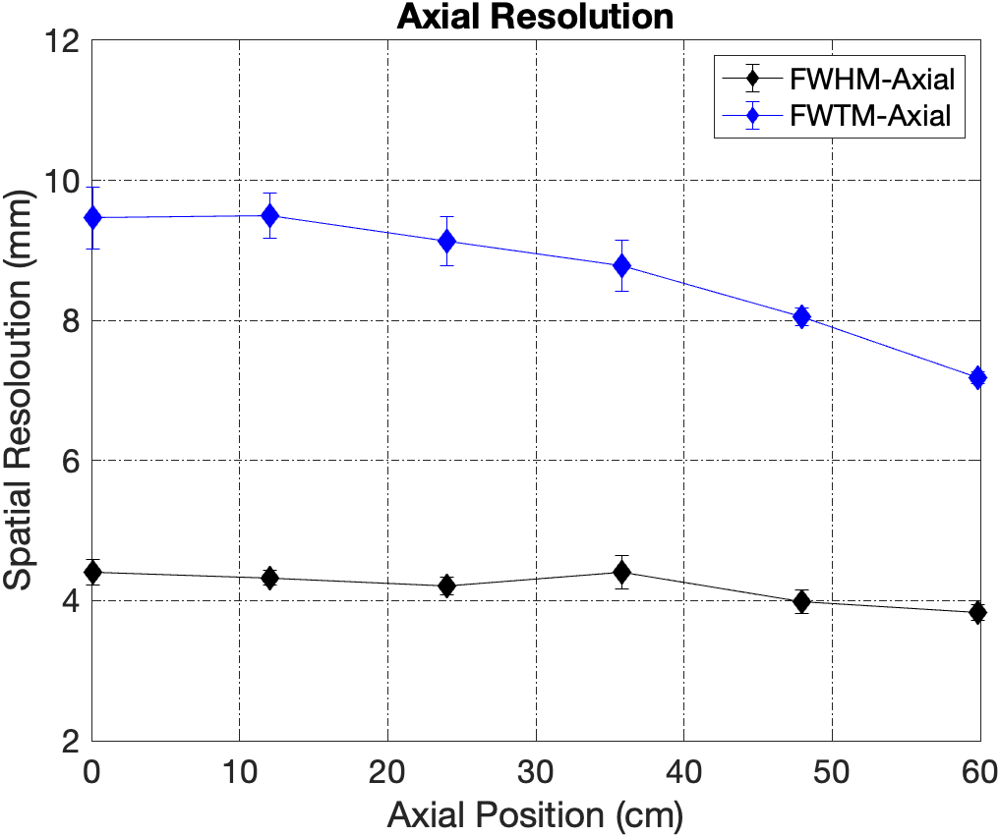 Axial Resolution
12
10
8
6
4
2
Spatial Resoloution (mm)
FWHM-Axial
FWTM-Axial
0 10 20 30 40 50 60
Axial Position (cm)